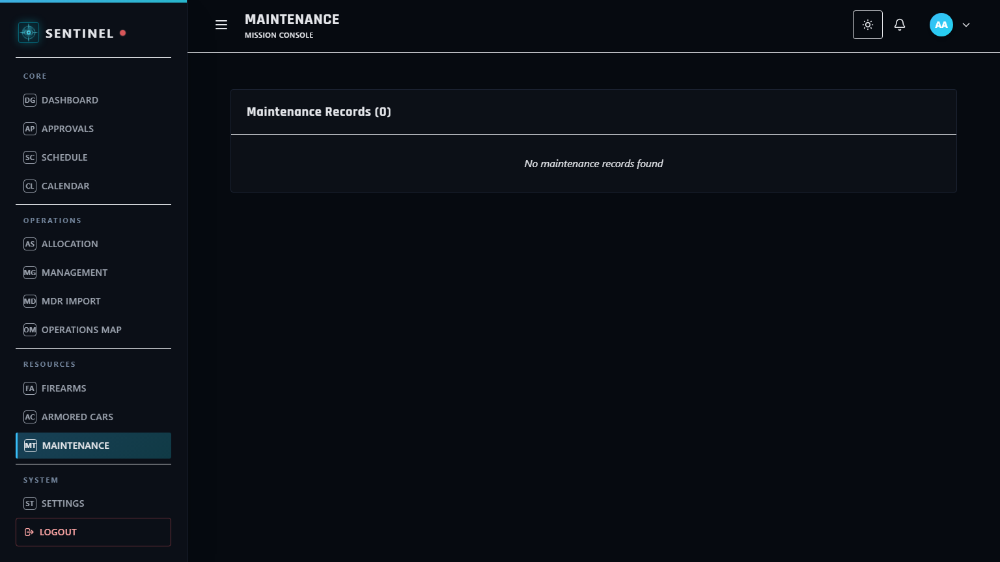 SENTINEL
CORE
DG DASHBOARD
AP APPROVALS
SC SCHEDULE
CL CALENDAR
OPERATIONS
AS ALLOCATION
MG MANAGEMENT
MD MDR IMPORT
OM OPERATIONS MAP
RESOURCES
FA FIREARMS
AC ARMORED CARS
MT MAINTENANCE
SYSTEM
ST SETTINGS
LOGOUT
MAINTENANCE
MISSION CONSOLE
AA
Maintenance Records (0)
No maintenance records found